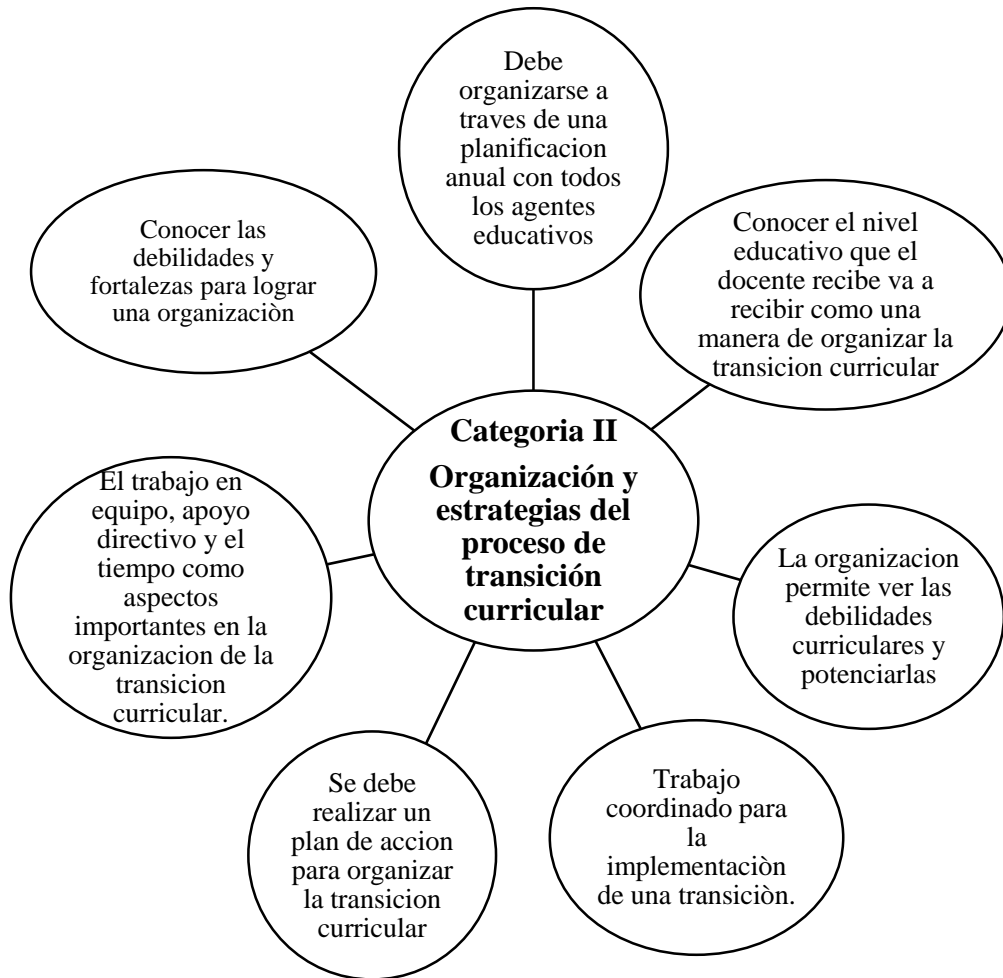 Debe
organizarse a
traves de una
planificacion
anual con todos
los agentes
educativos
Conocer el nivel
educativo que el
docente recibe va a
recibir como una
manera de organizar la
transicion curricular
La organizacion
permite ver las
debilidades
curriculares y
potenciarlas
Trabajo
coordinado para
la
implementaciòn
de una transiciòn.
Se debe
realizar un
plan de accion
para organizar
la transicion
curricular
El trabajo en
equipo, apoyo
directivo y el
tiempo como
aspectos
importantes en la
organizacion de la
transicion
curricular.
Conocer las
debilidades y
fortalezas para lograr
una organizaciòn
Categoria II
Organización y
estrategias del
proceso de
transición
curricular